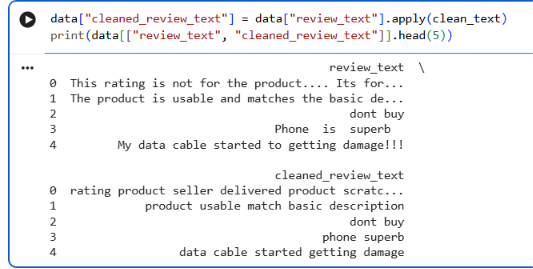 data["cleaned_review_text"] = data["review_text"].apply(clean_text)
print(data[["review_text", "cleaned_review_text"]].head(5))
review_text \
0 This rating is not for the product.... Its for...
1 The product is usable and matches the basic de...
2 dont buy
3 Phone is superb
4 My data cable started to getting damage!!!
cleaned_review_text
0 rating product seller delivered product scratc...
1 product usable match basic description
2 dont buy
3 phone superb
4 data cable started getting damage